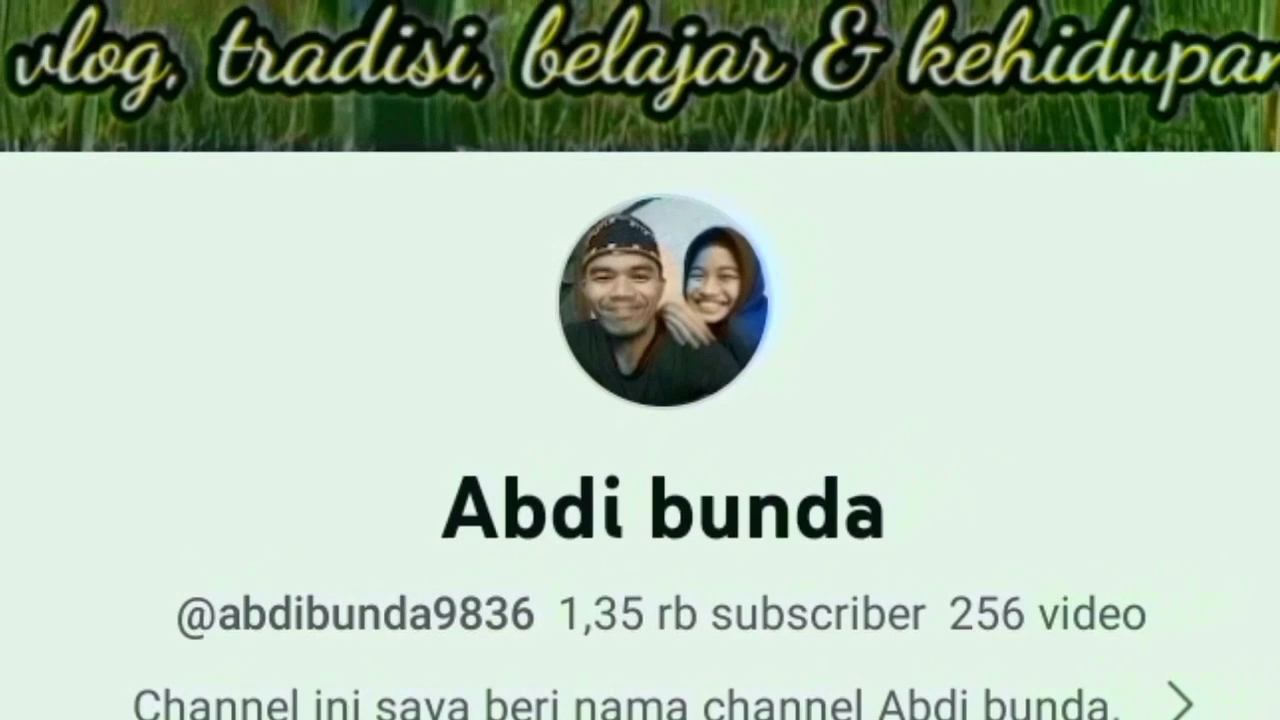 vlog, tradisi, belajar & kehidupan
Abdi bunda
@abdibunda9836 1,35 rb subscriber 256 video
Channel ini saya beri nama channel Abdi bunda.